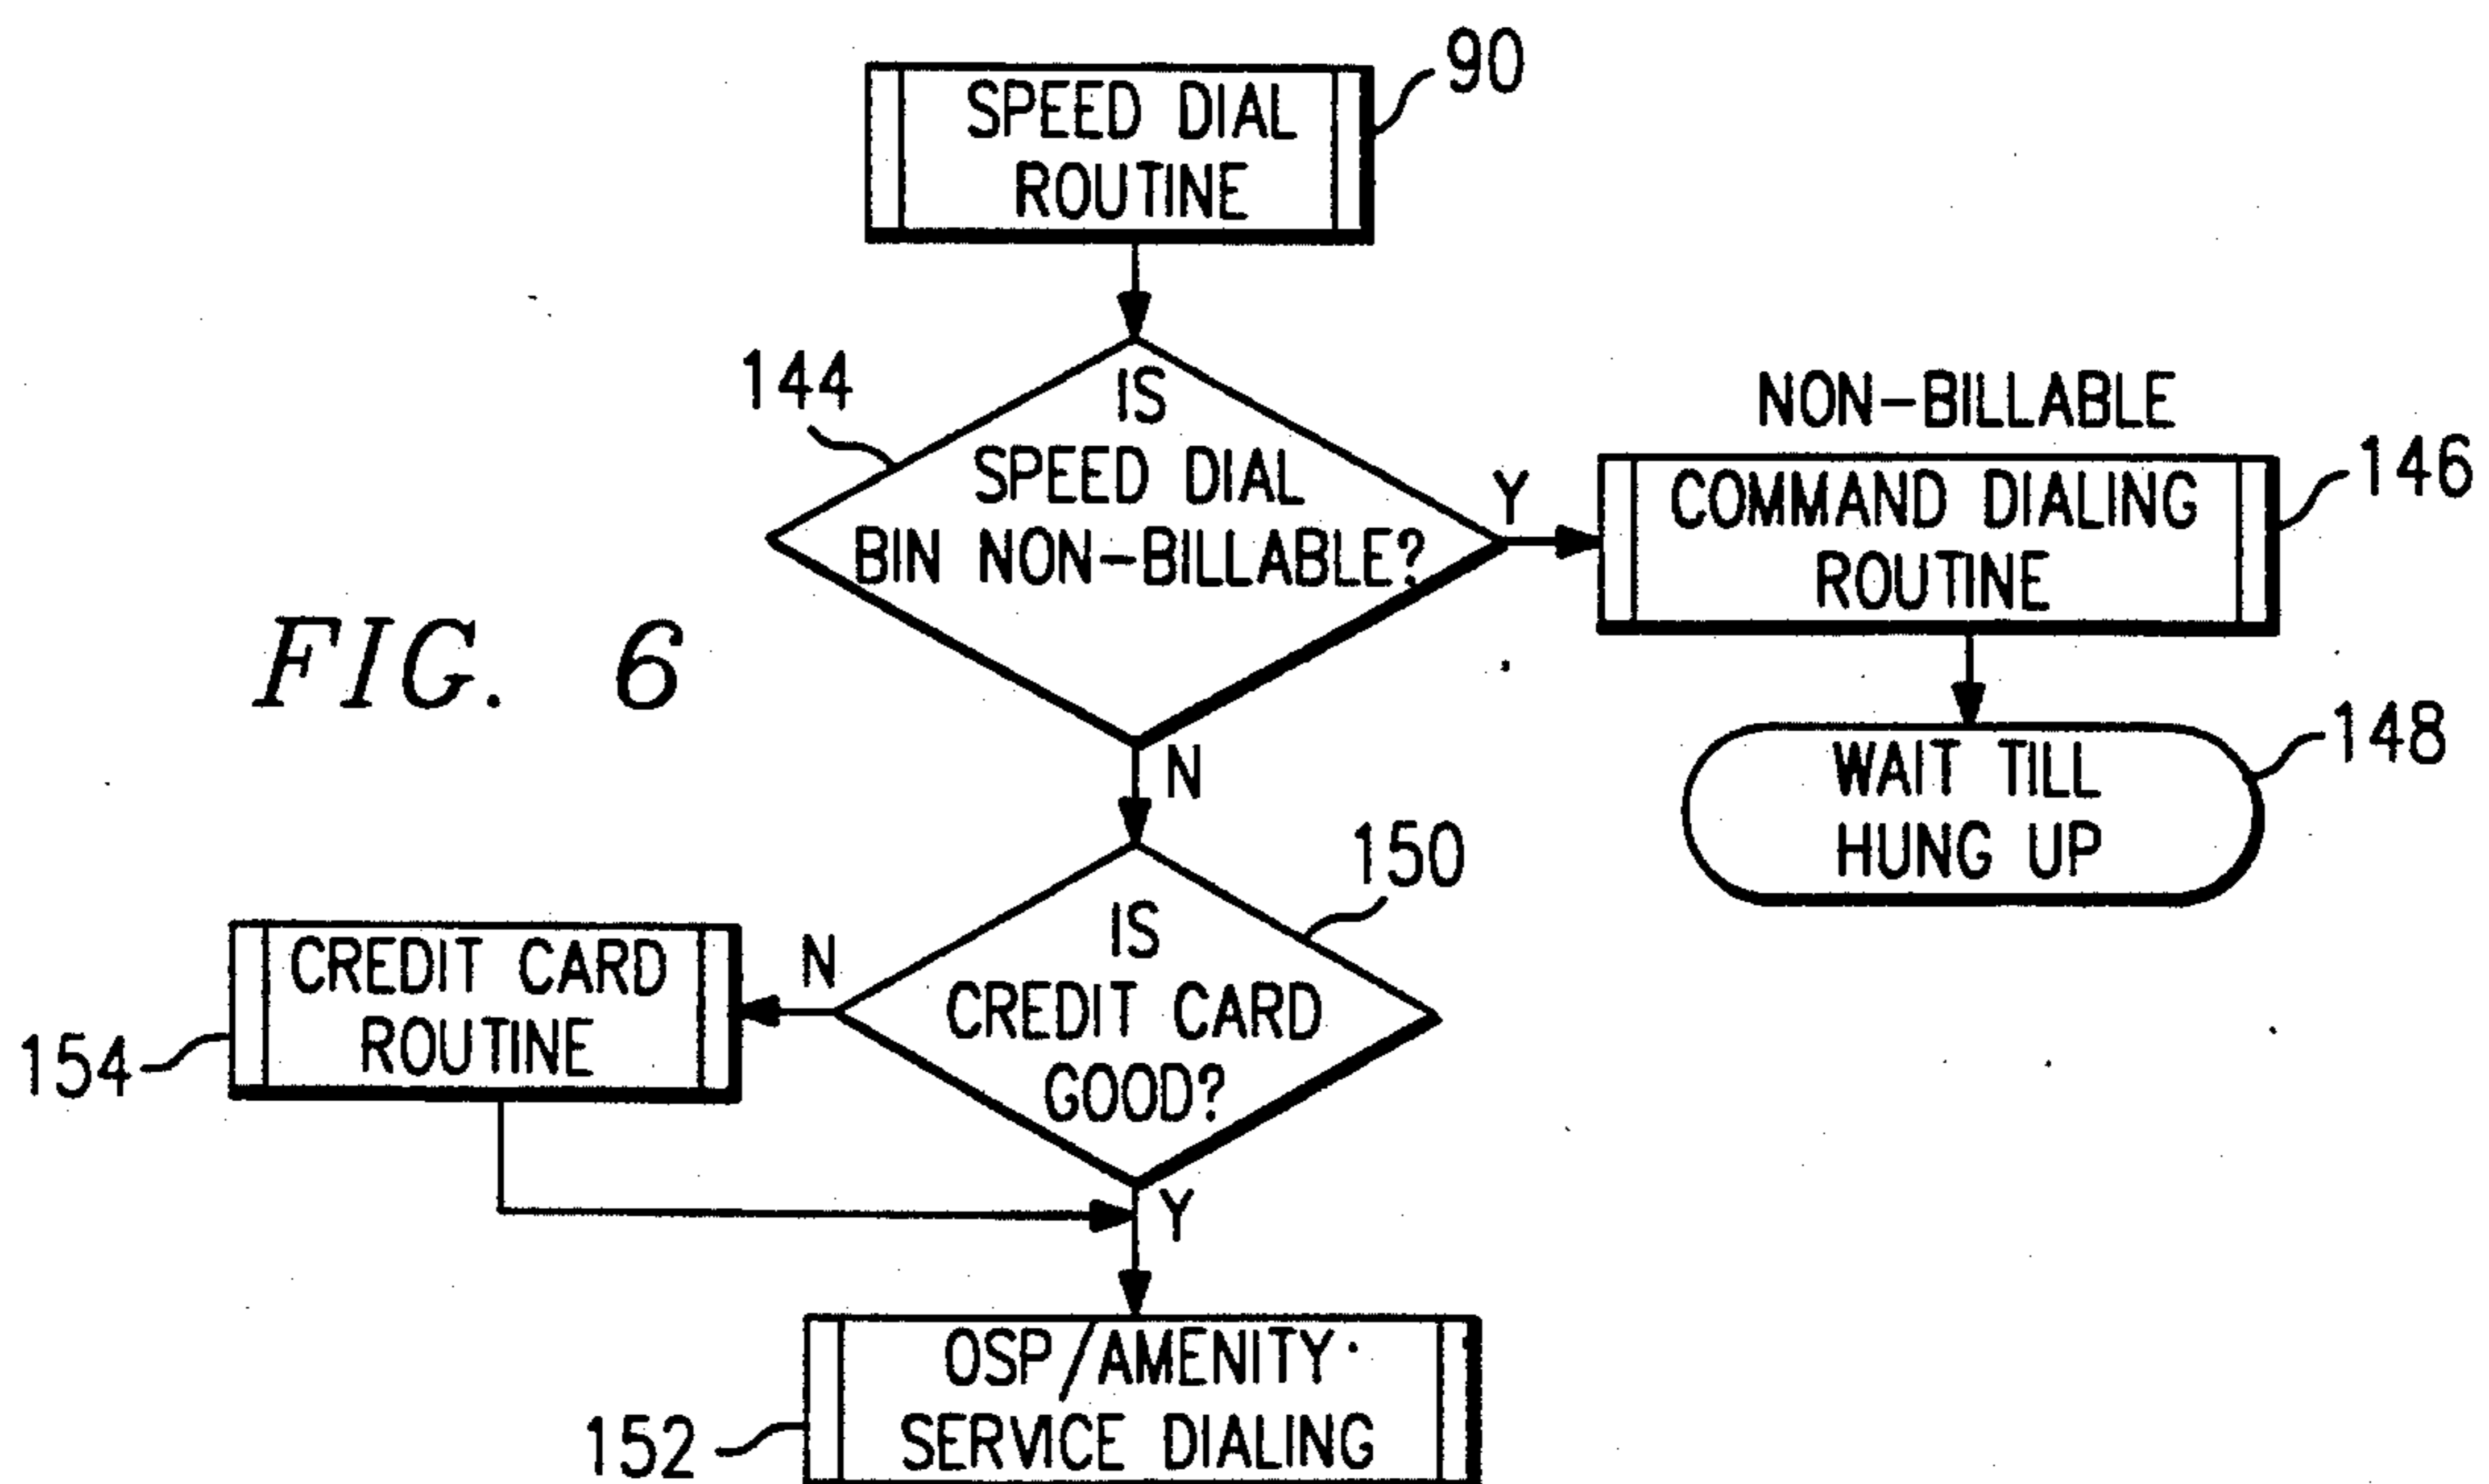 SPEED DIAL
ROUTINE
90
144
IS
SPEED DIAL
BIN NON-BILLABLE?
Y
NON-BILLABLE
COMMAND DIALING
ROUTINE
146
FIG. 6
N
WAIT TILL
HUNG UP
148
150
IS
CREDIT CARD
GOOD?
N
CREDIT CARD
ROUTINE
154
Y
OSP/AMENITY
SERVICE DIALING
152